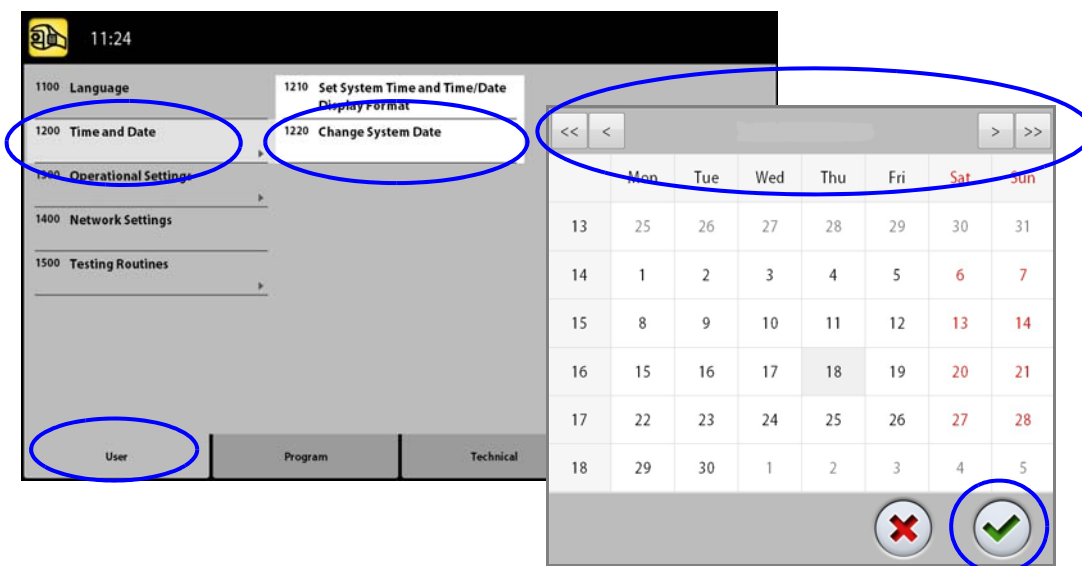 11:24
1100 Language
1200 Time and Date
1300 Operational Settings
1400 Network Settings
1500 Testing Routines
1210 Set System Time and Time/Date
Display Format
1220 Change System Date
User Program Technical
<< < > >>
Mon Tue Wed Thu Fri Sat Sun
13 25 26 27 28 29 30 31
14 1 2 3 4 5 6 7
15 8 9 10 11 12 13 14
16 15 16 17 18 19 20 21
17 22 23 24 25 26 27 28
18 29 30 1 2 3 4 5